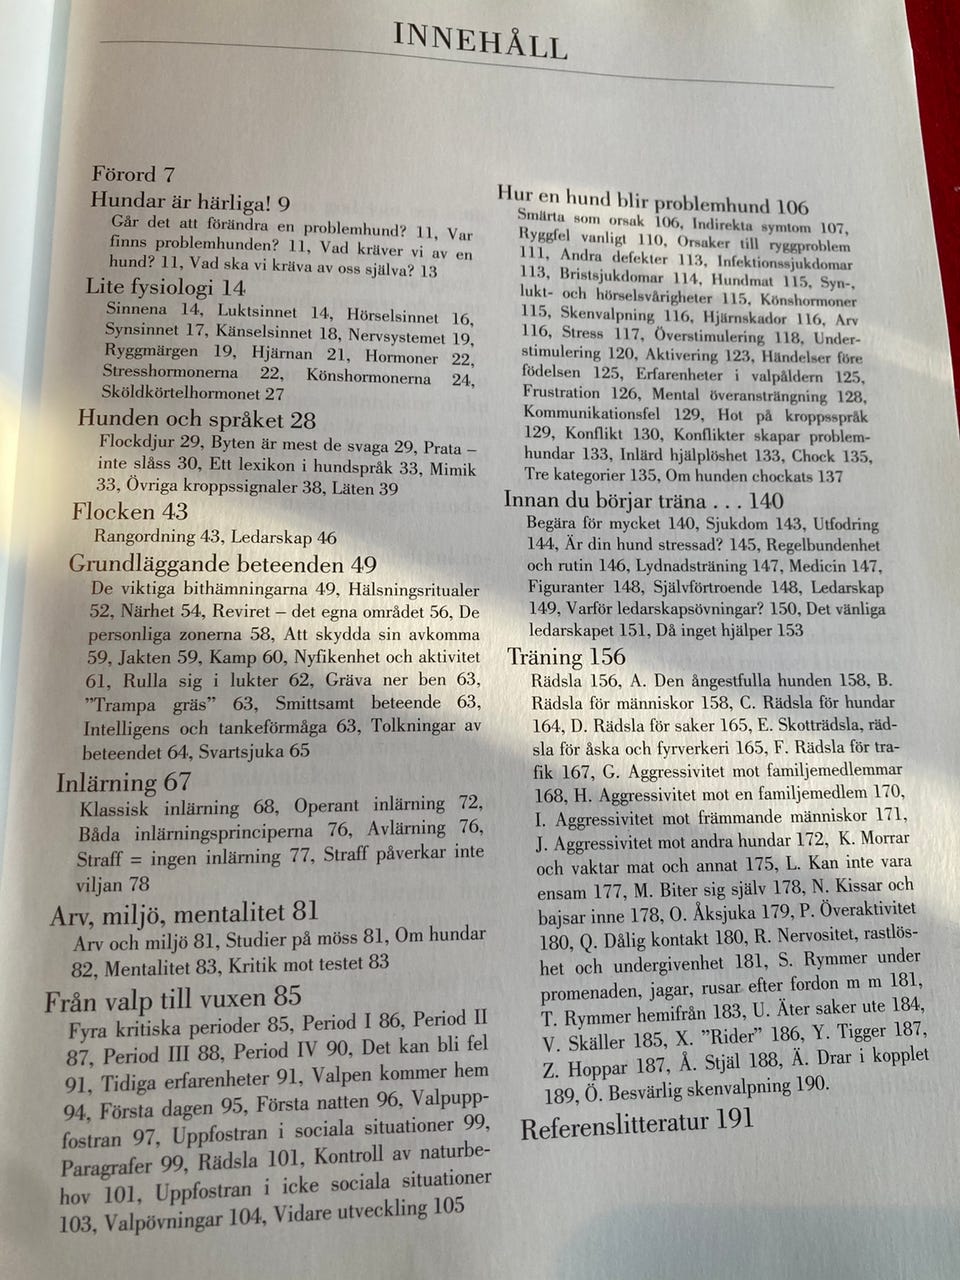 INNEHÅLL
Förord 7
Hundar är härliga! 9
Går det att förändra en problemhund? 11, Var
finns problemhunden? 11, Vad kräver vi av en
hund? 11, Vad ska vi kräva av oss själva? 13
Lite fysiologi 14
Sinnena 14, Luktsinnet 14, Hörselsinnet 16,
Synsinnet 17, Känselsinnet 18, Nervsystemet 19,
Ryggmärgen 19, Hjärnan 21, Hormoner 22,
Stresshormonerna 22, Könshormonerna 24,
Sköldkörtelhormonet 27
Hunden och språket 28
Flockdjur 29, Byten är mest de svaga 29, Prata –
inte slåss 30, Ett lexikon i hundspråk 33, Mimik
33, Övriga kroppssignaler 38, Läten 39
Flocken 43
Rangordning 43, Ledarskap 46
Grundläggande beteenden 49
De viktiga bithämningarna 49, Hälsningsritualer
52, Närhet 54, Reviret – det egna området 56, De
personliga zonerna 58, Att skydda sin avkomma
59, Jakten 59, Kamp 60, Nyfikenhet och aktivitet
61, Rulla sig i lukter 62, Gräva ner ben 63,
”Trampa gräs” 63, Smittsamt beteende 63,
Intelligens och tankeförmåga 63, Tolkningar av
beteendet 64, Svartsjuka 65
Inlärning 67
Klassisk inlärning 68, Operant inlärning 72,
Båda inlärningsprinciperna 76, Avlärning 76,
Straff = ingen inlärning 77, Straff påverkar inte
viljan 78
Arv, miljö, mentalitet 81
Arv och miljö 81, Studier på möss 81, Om hundar
82, Mentalitet 83, Kritik mot testet 83
Från valp till vuxen 85
Fyra kritiska perioder 85, Period I 86, Period II
87, Period III 88, Period IV 90, Det kan bli fel
91, Tidiga erfarenheter 91, Valpen kommer hem
94, Första dagen 95, Första natten 96, Valpupp-
fostran 97, Uppfostran i sociala situationer 99,
Paragrafer 99, Rädsla 101, Kontroll av naturbe-
hov 101, Uppfostran i icke sociala situationer
103, Valpövningar 104, Vidare utveckling 105
Hur en hund blir problemhund 106
Smärta som orsak 106, Indirekta symtom 107,
Ryggfel vanligt 110, Orsaker till ryggproblem
111, Andra defekter 113, Infektionssjukdomar
113, Bristsjukdomar 114, Hundmat 115, Syn-,
lukt- och hörselsvårigheter 115, Könshormoner
115, Skenvalpning 116, Hjärnskador 116, Arv
116, Stress 117, Överstimulering 118, Under-
stimulering 120, Aktivering 123, Händelser före
födelsen 125, Erfarenheter i valpåldern 125,
Frustration 126, Mental överansträngning 128,
Kommunikationsfel 129, Hot på kroppsspråk
129, Konflikt 130, Konflikter skapar problem-
hundar 133, Inlärd hjälplöshet 133, Chock 135,
Tre kategorier 135, Om hunden chockats 137
Innan du börjar träna . . . 140
Begära för mycket 140, Sjukdom 143, Utfodring
144, Är din hund stressad? 145, Regelbundenhet
och rutin 146, Lydnadsträning 147, Medicin 147,
Figuranter 148, Självförtroende 148, Ledarskap
149, Varför ledarskapsövningar? 150, Det vänliga
ledarskapet 151, Då inget hjälper 153
Träning 156
Rädsla 156, A. Den ångestfulla hunden 158, B.
Rädsla för människor 158, C. Rädsla för hundar
164, D. Rädsla för saker 165, E. Skotträdsla, räd-
sla för åska och fyrverkeri 165, F. Rädsla för tra-
fik 167, G. Aggressivitet mot familjemedlemmar
168, H. Aggressivitet mot en familjemedlem 170,
I. Aggressivitet mot främmande människor 171,
J. Aggressivitet mot andra hundar 172, K. Morrar
och vaktar mat och annat 175, L. Kan inte vara
ensam 177, M. Biter sig själv 178, N. Kissar och
bajsar inne 178, O. Åksjuka 179, P. Överaktivitet
180, Q. Dålig kontakt 180, R. Nervositet, rastlös-
het och undergivenhet 181, S. Rymmer under
promenaden, jagar, rusar efter fordon m m 181,
T. Rymmer hemifrån 183, U. Äter saker ute 184,
V. Skäller 185, X. ”Rider” 186, Y. Tigger 187,
Z. Hoppar 187, Å. Stjäl 188, Ä. Drar i kopplet
189, Ö. Besvärlig skenvalpning 190.
Referenslitteratur 191